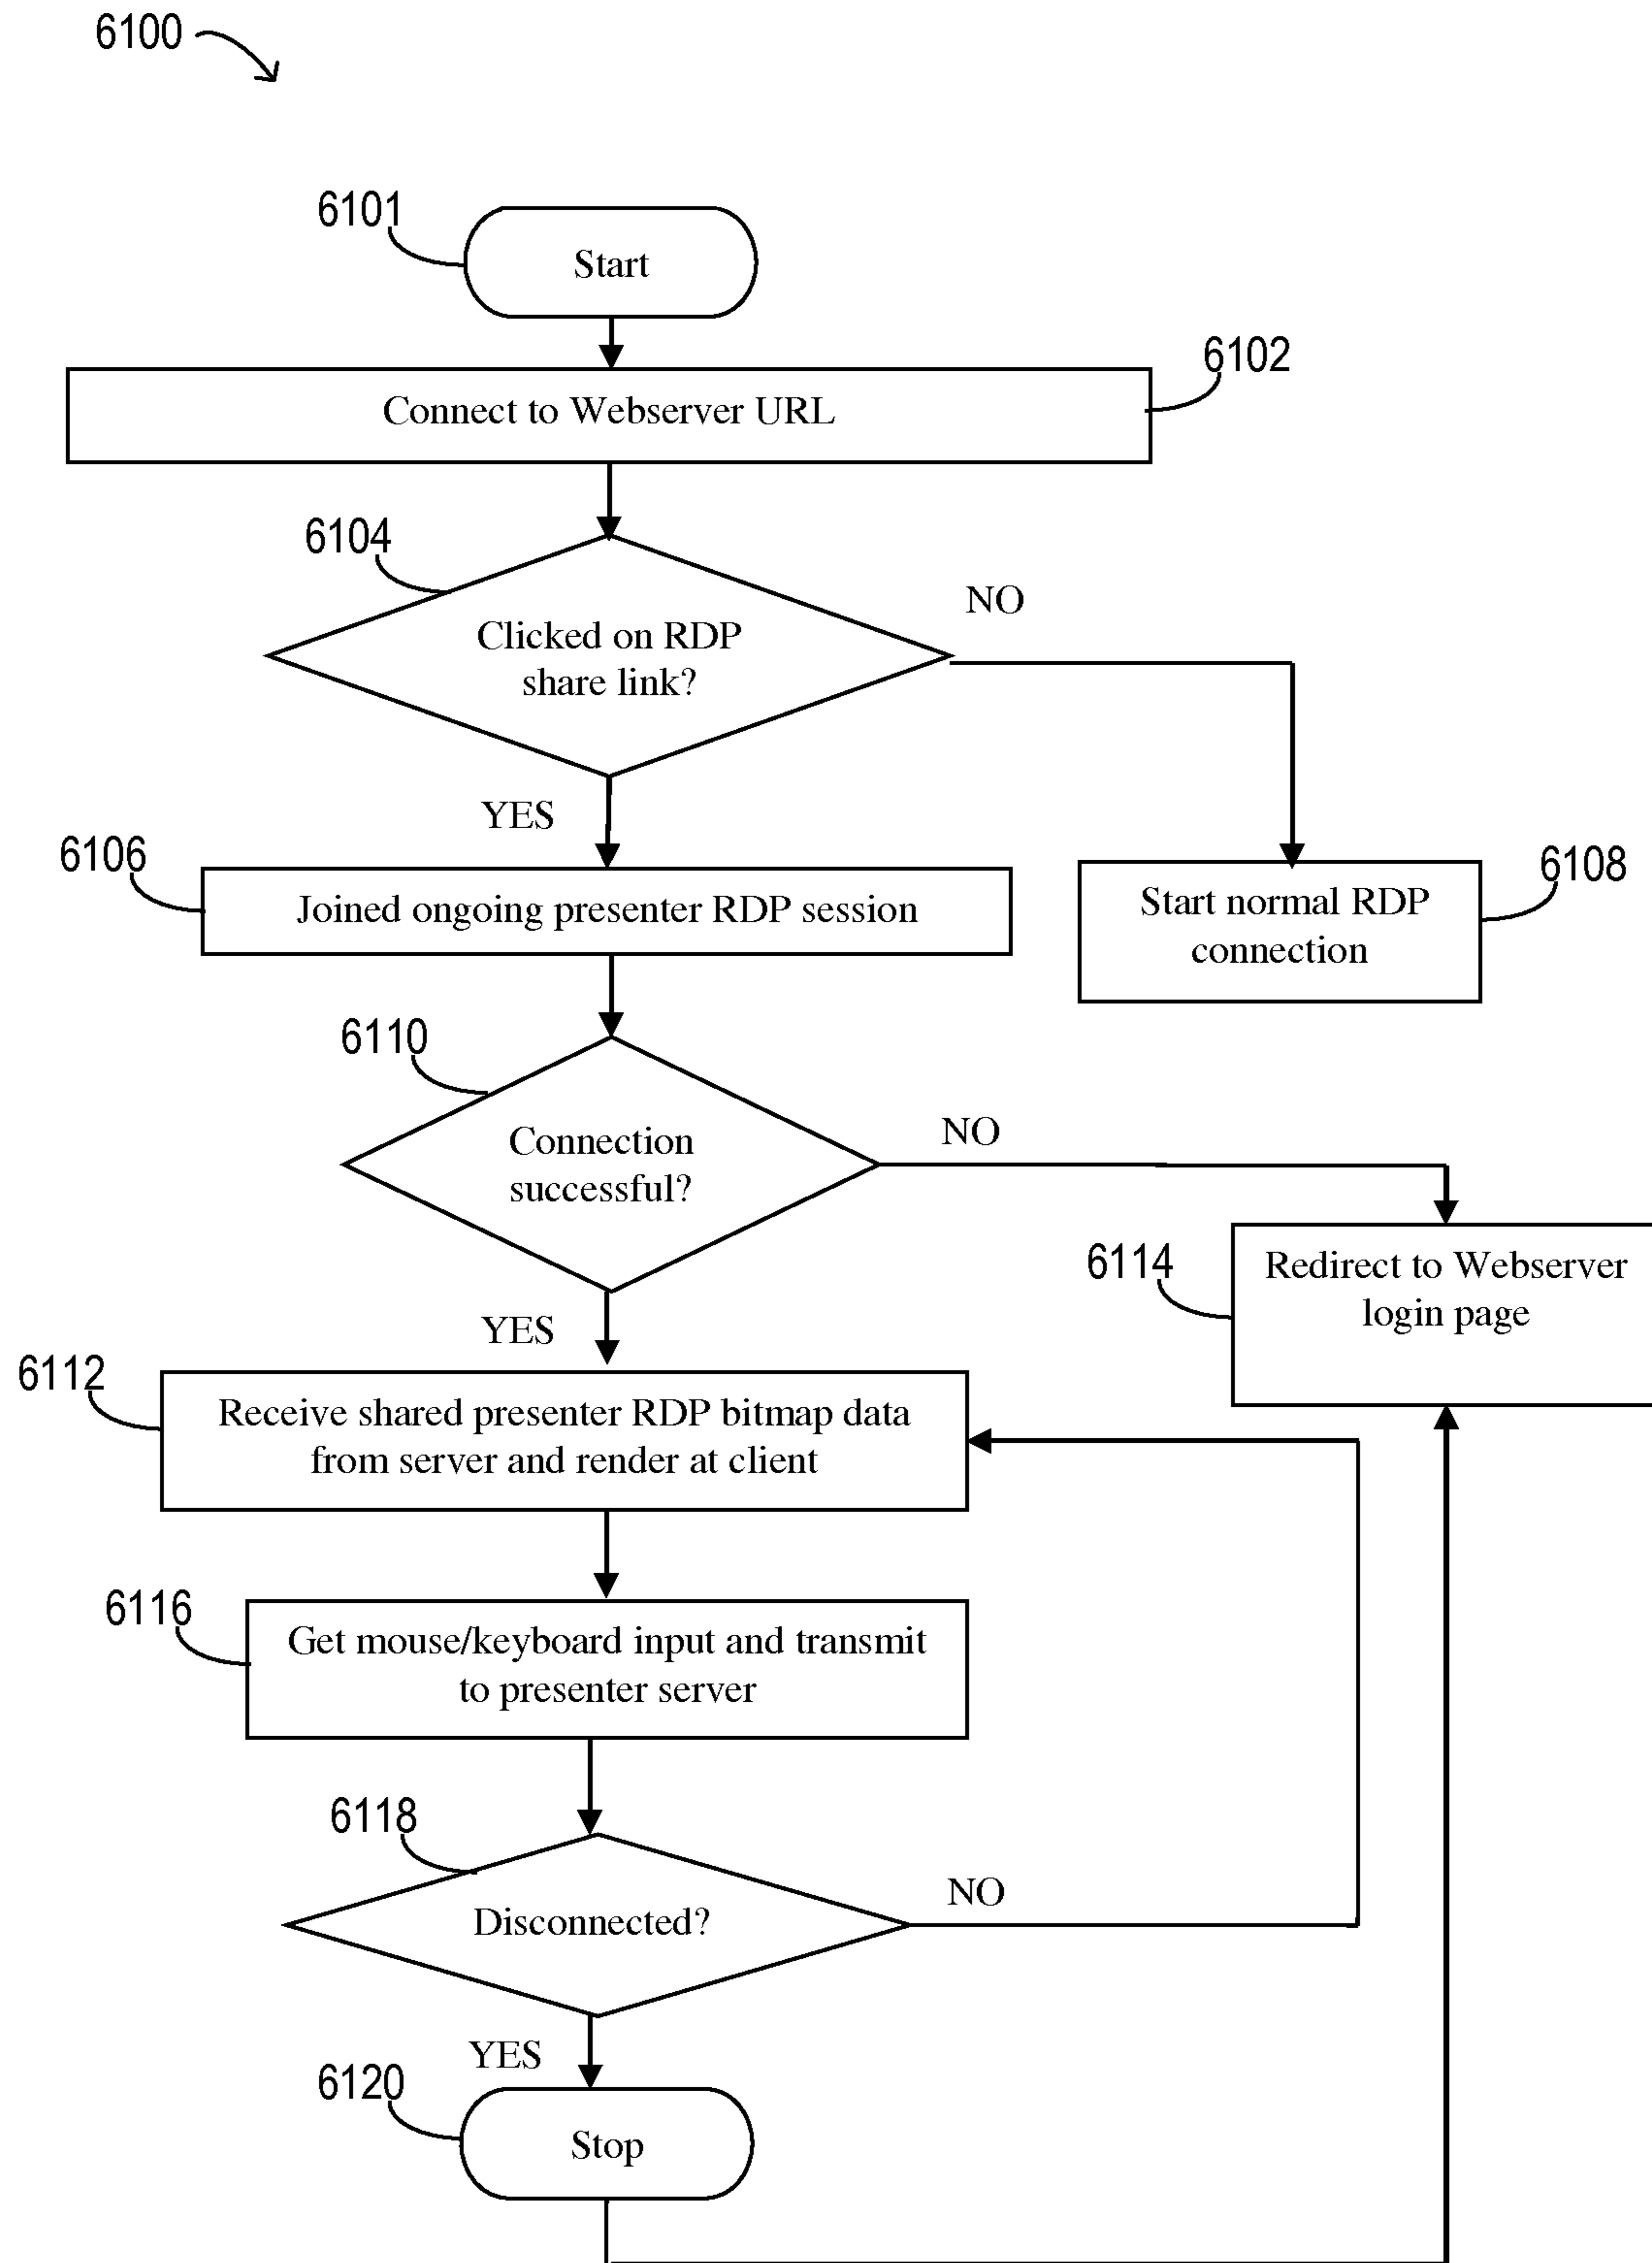 6100
6101
Start
6102
Connect to Webserver URL
6104
Clicked on RDP
share link?
NO
YES
6106
Joined ongoing presenter RDP session
6108
Start normal RDP
connection
6110
Connection
successful?
NO
YES
6114
Redirect to Webserver
login page
6112
Receive shared presenter RDP bitmap data
from server and render at client
6116
Get mouse/keyboard input and transmit
to presenter server
6118
Disconnected?
NO
YES
6120
Stop